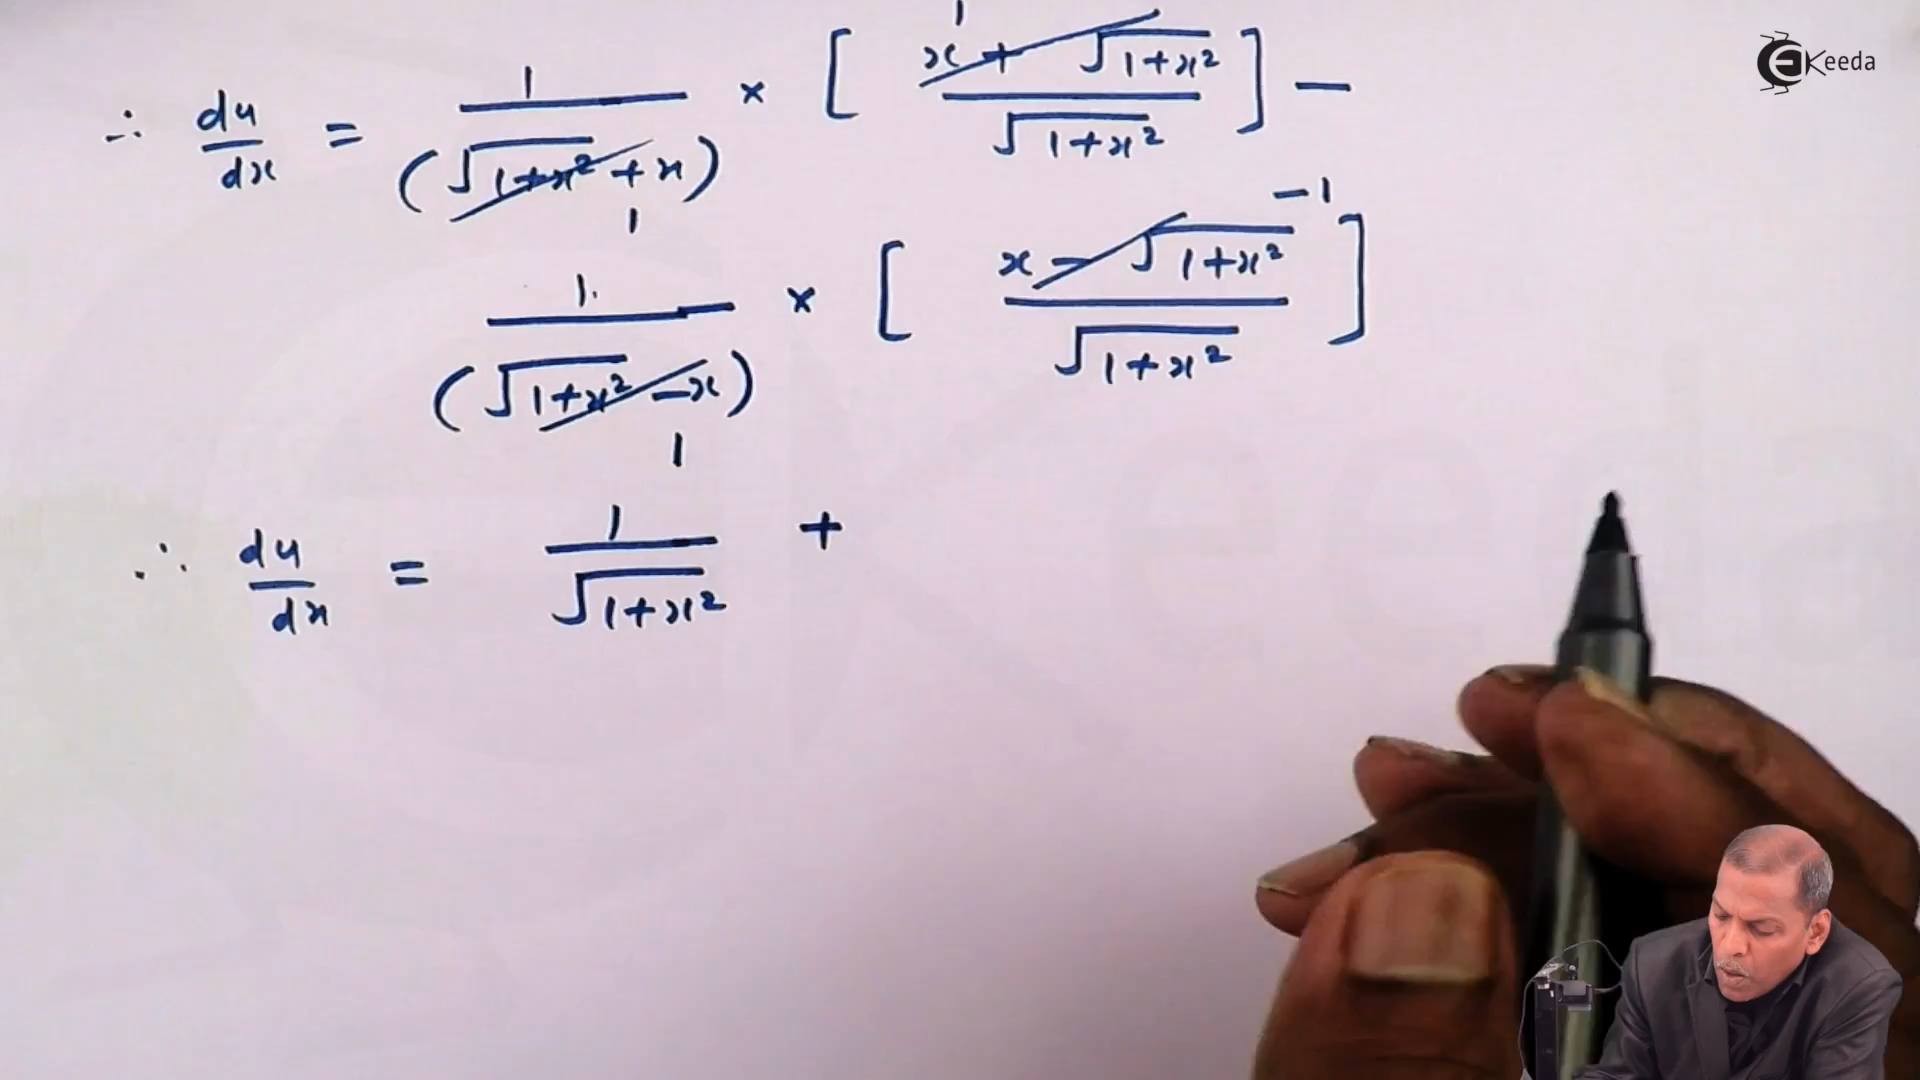 eKeeda
∴ du/dx = 1/(√1+x² + x) × [ x + √1+x² / √1+x² ] –
1
1
1/(√1+x² – x) × [ x – √1+x² / √1+x² ]
–1
1
∴ du/dx = 1/√1+x² +